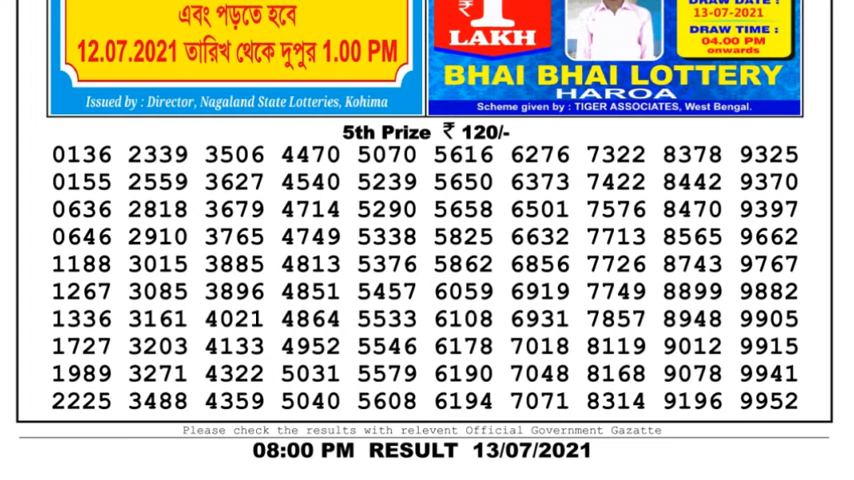 এবং পড়তে হবে
12.07.2021 তারিখ থেকে দুপুর 1.00 PM
Issued by : Director, Nagaland State Lotteries, Kohima
₹ 1
LAKH
DRAW DATE :
13-07-2021
DRAW TIME :
04.00 PM
onwards
BHAI BHAI LOTTERY
HAROA
Scheme given by : TIGER ASSOCIATES, West Bengal.
5th Prize ₹ 120/-
0136 2339 3506 4470 5070 5616 6276 7322 8378 9325
0155 2559 3627 4540 5239 5650 6373 7422 8442 9370
0636 2818 3679 4714 5290 5658 6501 7576 8470 9397
0646 2910 3765 4749 5338 5825 6632 7713 8565 9662
1188 3015 3885 4813 5376 5862 6856 7726 8743 9767
1267 3085 3896 4851 5457 6059 6919 7749 8899 9882
1336 3161 4021 4864 5533 6108 6931 7857 8948 9905
1727 3203 4133 4952 5546 6178 7018 8119 9012 9915
1989 3271 4322 5031 5579 6190 7048 8168 9078 9941
2225 3488 4359 5040 5608 6194 7071 8314 9196 9952
Please check the results with relevent Official Government Gazatte
08:00 PM RESULT 13/07/2021